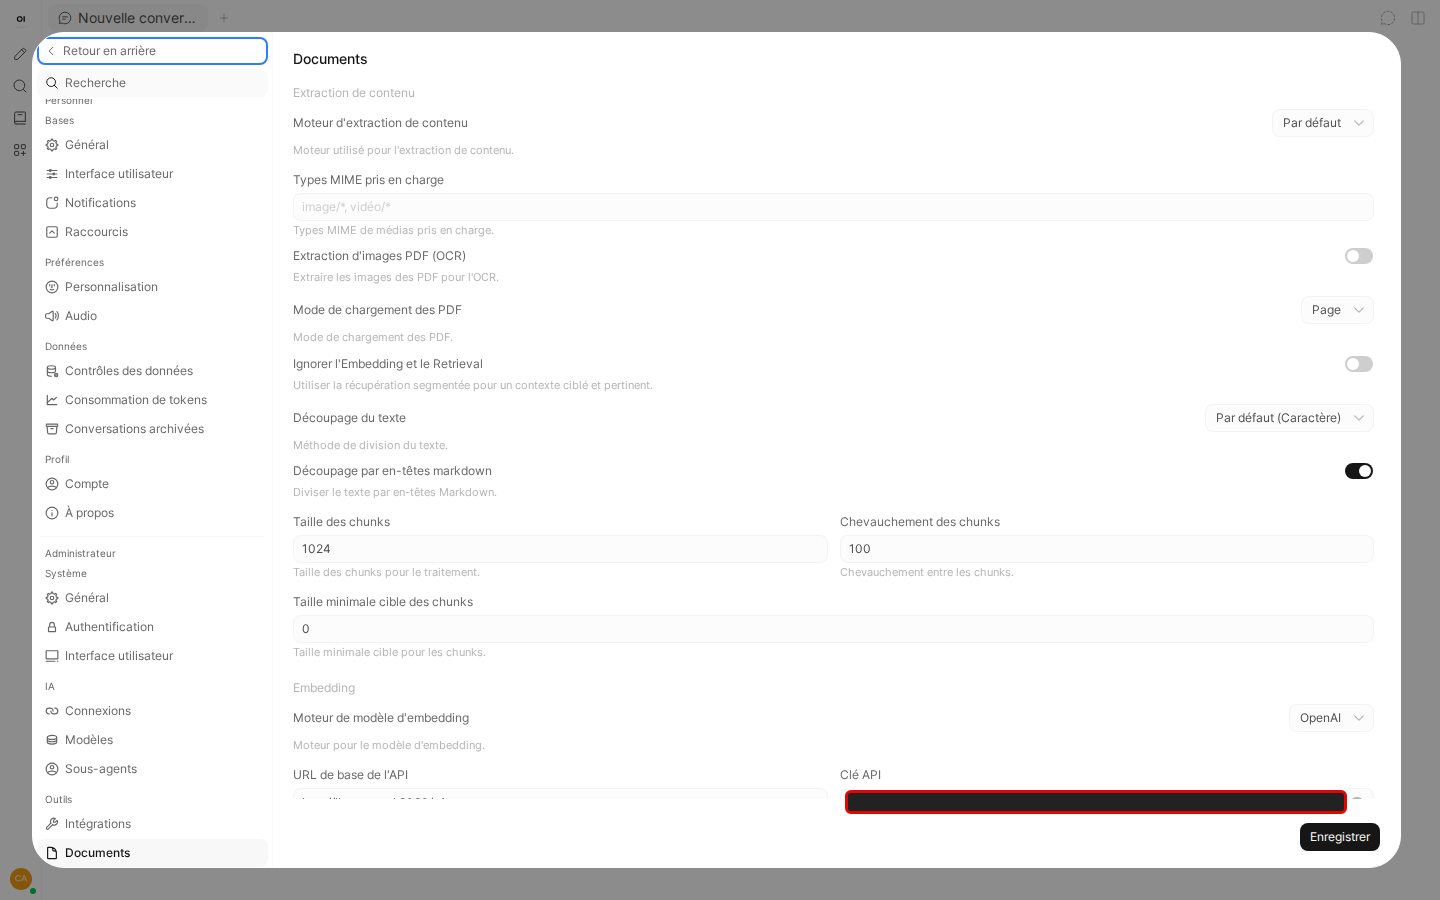 OI
Nouvelle conver...
Retour en arrière
Recherche
Personnel
Bases
Général
Interface utilisateur
Notifications
Raccourcis
Préférences
Personnalisation
Audio
Données
Contrôles des données
Consommation de tokens
Conversations archivées
Profil
Compte
À propos
Administrateur
Système
Général
Authentification
Interface utilisateur
IA
Connexions
Modèles
Sous-agents
Outils
Intégrations
Documents
CA
Documents
Extraction de contenu
Moteur d'extraction de contenu
Par défaut
Moteur utilisé pour l'extraction de contenu.
Types MIME pris en charge
image/*, vidéo/*
Types MIME de médias pris en charge.
Extraction d'images PDF (OCR)
Extraire les images des PDF pour l'OCR.
Mode de chargement des PDF
Page
Mode de chargement des PDF.
Ignorer l'Embedding et le Retrieval
Utiliser la récupération segmentée pour un contexte ciblé et pertinent.
Découpage du texte
Par défaut (Caractère)
Méthode de division du texte.
Découpage par en-têtes markdown
Diviser le texte par en-têtes Markdown.
Taille des chunks
1024
Taille des chunks pour le traitement.
Chevauchement des chunks
100
Chevauchement entre les chunks.
Taille minimale cible des chunks
0
Taille minimale cible pour les chunks.
Embedding
Moteur de modèle d'embedding
OpenAI
Moteur pour le modèle d'embedding.
URL de base de l'API
Clé API
Enregistrer